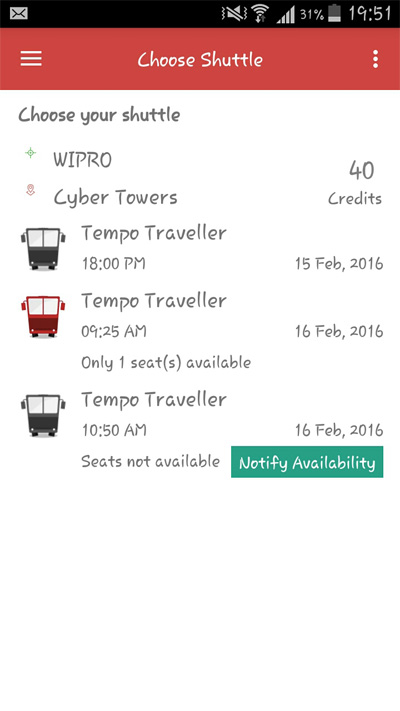 31% 19:51
Choose Shuttle
Choose your shuttle
WIPRO
40
Cyber Towers
Credits
Tempo Traveller
18:00 PM 15 Feb, 2016
Tempo Traveller
09:25 AM 16 Feb, 2016
Only 1 seat(s) available
Tempo Traveller
10:50 AM 16 Feb, 2016
Seats not available Notify Availability